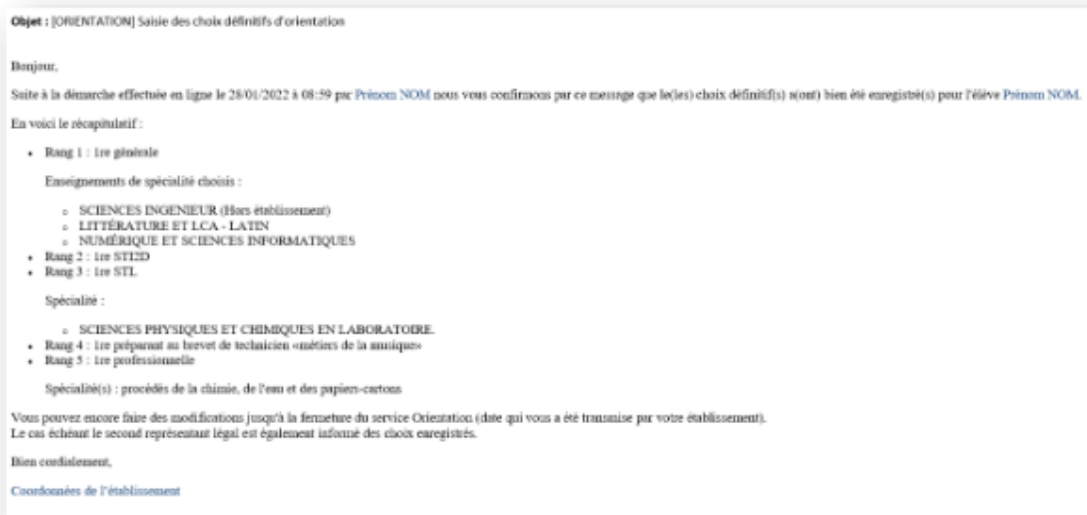 Objet : [ORIENTATION] Saisie des choix définitifs d'orientation
Bonjour,
Suite à la démarche effectuée en ligne le 28/01/2022 à 08:59 par Prénom NOM nous vous confirmons par ce message que le(les) choix définitif(s) a(ont) bien été enregistré(s) pour l'élève Prénom NOM.
En voici le récapitulatif :
• Rang 1 : 1re générale
Enseignements de spécialité choisis :
o SCIENCES INGENIEUR (Hors établissement)
o LITTÉRATURE ET LCA - LATIN
o NUMÉRIQUE ET SCIENCES INFORMATIQUES
• Rang 2 : 1re STI2D
• Rang 3 : 1re STL
Spécialité :
o SCIENCES PHYSIQUES ET CHIMIQUES EN LABORATOIRE.
• Rang 4 : 1re préparant au brevet de technicien «métiers de la musique»
• Rang 5 : 1re professionnelle
Spécialité(s) : procédés de la chimie, de l'eau et des papiers-cartons
Vous pouvez encore faire des modifications jusqu'à la fermeture du service Orientation (date qui vous a été transmise par votre établissement).
Le cas échéant le second représentant légal est également informé des choix enregistrés.
Bien cordialement,
Coordonnées de l'établissement